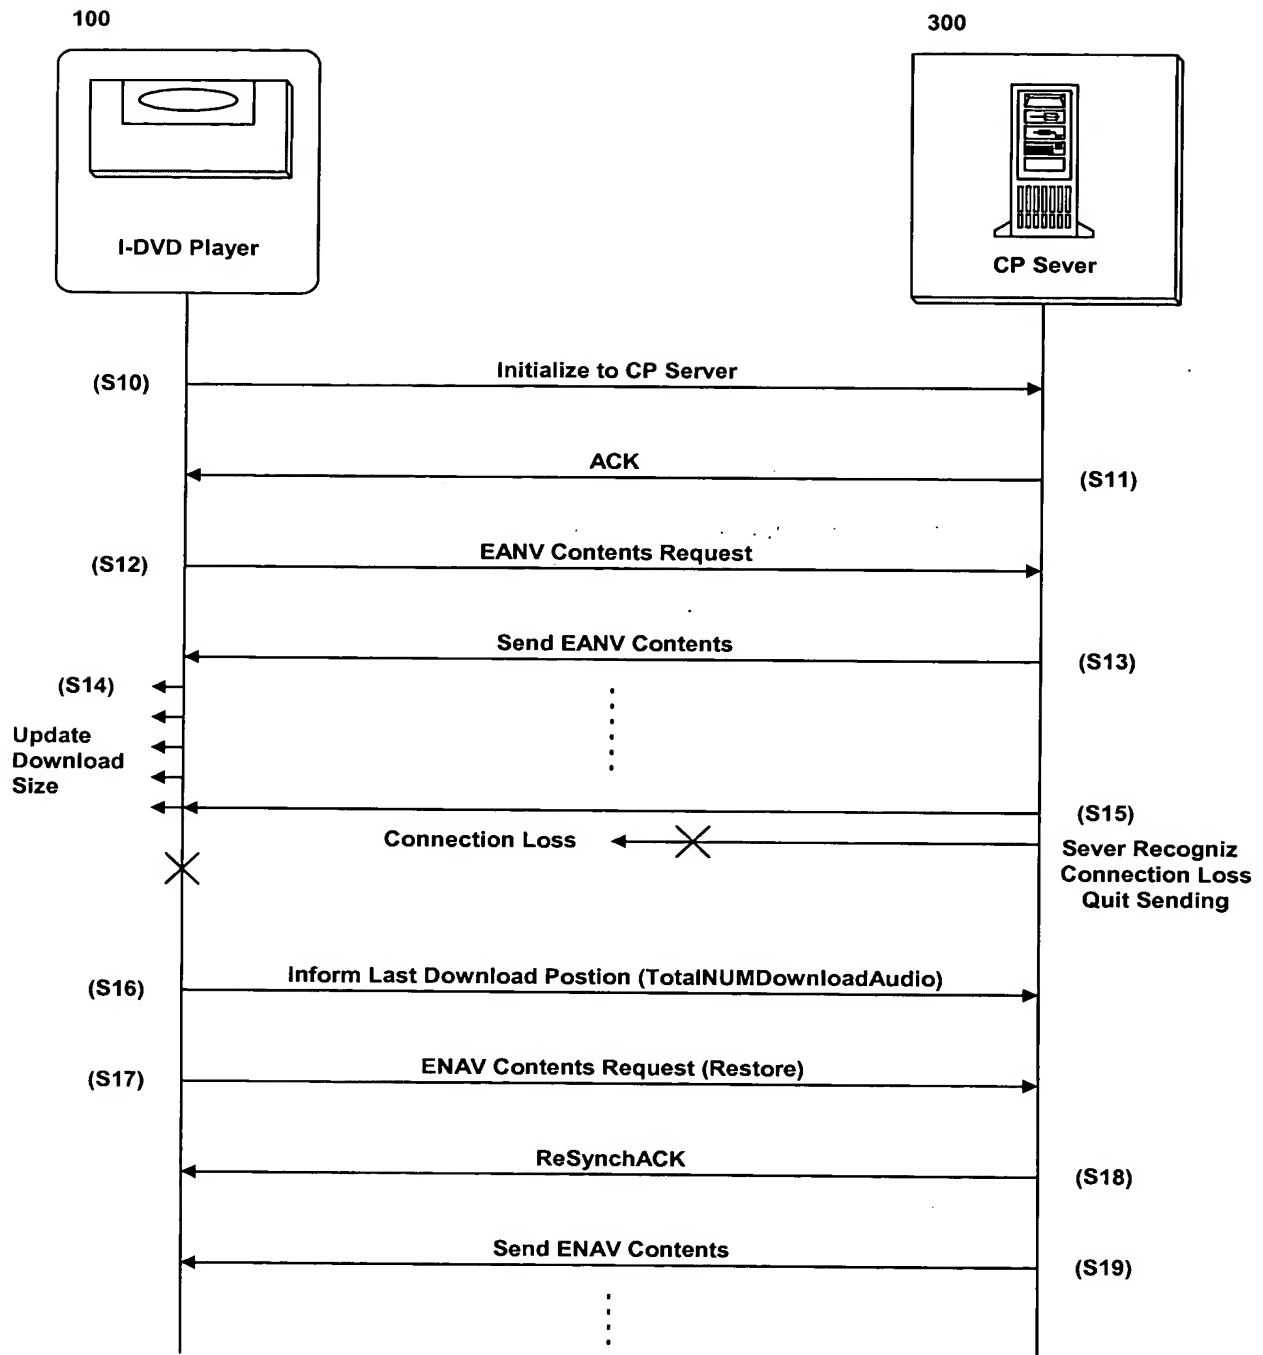 100
300
I-DVD Player
CP Sever
(S10)
Initialize to CP Server
ACK
(S11)
(S12)
EANV Contents Request
Send EANV Contents
(S13)
(S14)
Update
Download
Size
(S15)
Connection Loss
Sever Recogniz
Connection Loss
Quit Sending
(S16)
Inform Last Download Postion (TotalNUMDownloadAudio)
(S17)
ENAV Contents Request (Restore)
ReSynchACK
(S18)
Send ENAV Contents
(S19)